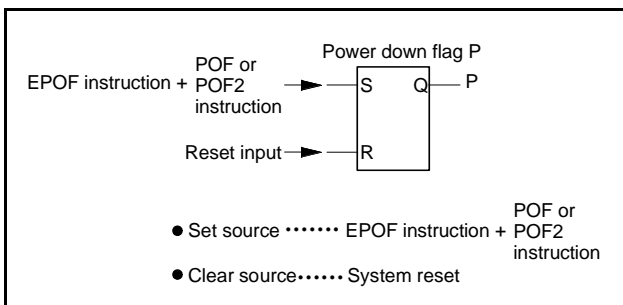 Power down flag P
EPOF instruction + POF or
POF2
instruction
S
Q
P
Reset input
R
● Set source ······· EPOF instruction + POF or
POF2
instruction
● Clear source······ System reset